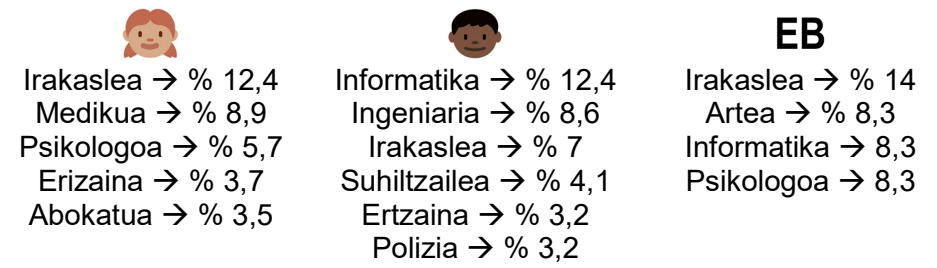 Irakaslea → % 12,4
Medikua → % 8,9
Psikologoa → % 5,7
Erizaina → % 3,7
Abokatua → % 3,5
Informatika → % 12,4
Ingeniaria → % 8,6
Irakaslea → % 7
Suhiltzailea → % 4,1
Ertzaina → % 3,2
Polizia → % 3,2
EB
Irakaslea → % 14
Artea → % 8,3
Informatika → 8,3
Psikologoa → 8,3